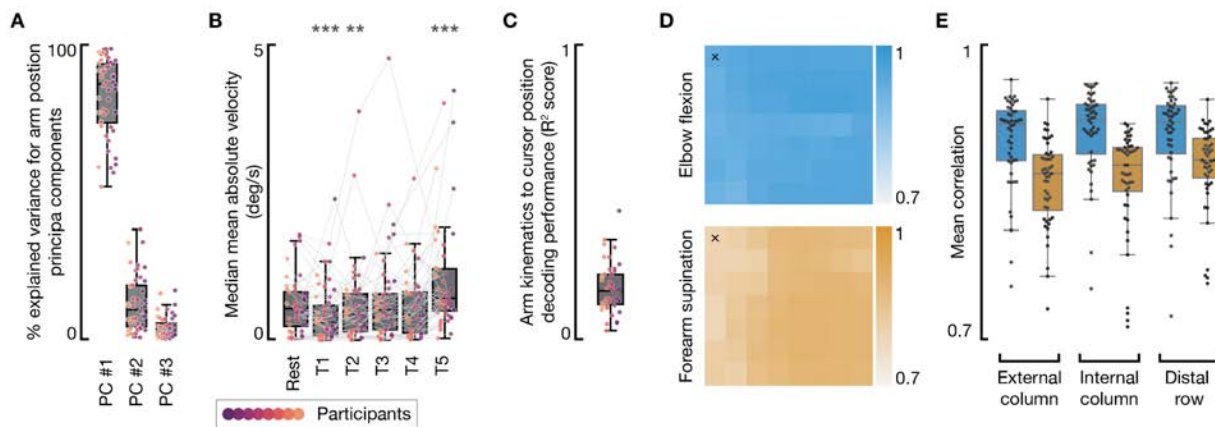 A
% explained variance for arm postion
principa components
100
0
PC #1
PC #2
PC #3
B
Median mean absolute velocity
(deg/s)
5
0
*** ** ***
Rest
T1
T2
T3
T4
T5
Participants
C
Arm kinematics to cursor position
decoding performance (R² score)
1
0
D
Elbow flexion
×
1
0.7
Forearm supination
×
1
0.7
E
Mean correlation
1
0.7
External
column
Internal
column
Distal
row